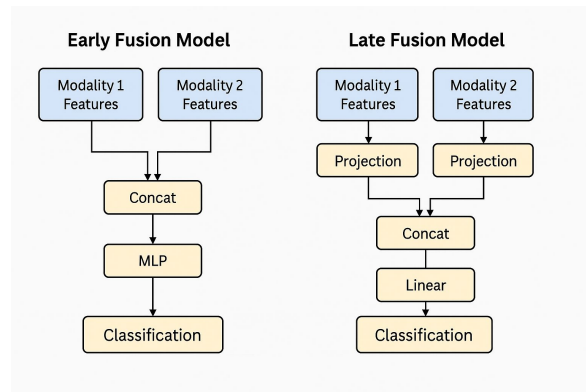 Early Fusion Model
Modality 1
Features
Modality 2
Features
Concat
MLP
Classification
Late Fusion Model
Modality 1
Features
Modality 2
Features
Projection
Projection
Concat
Linear
Classification